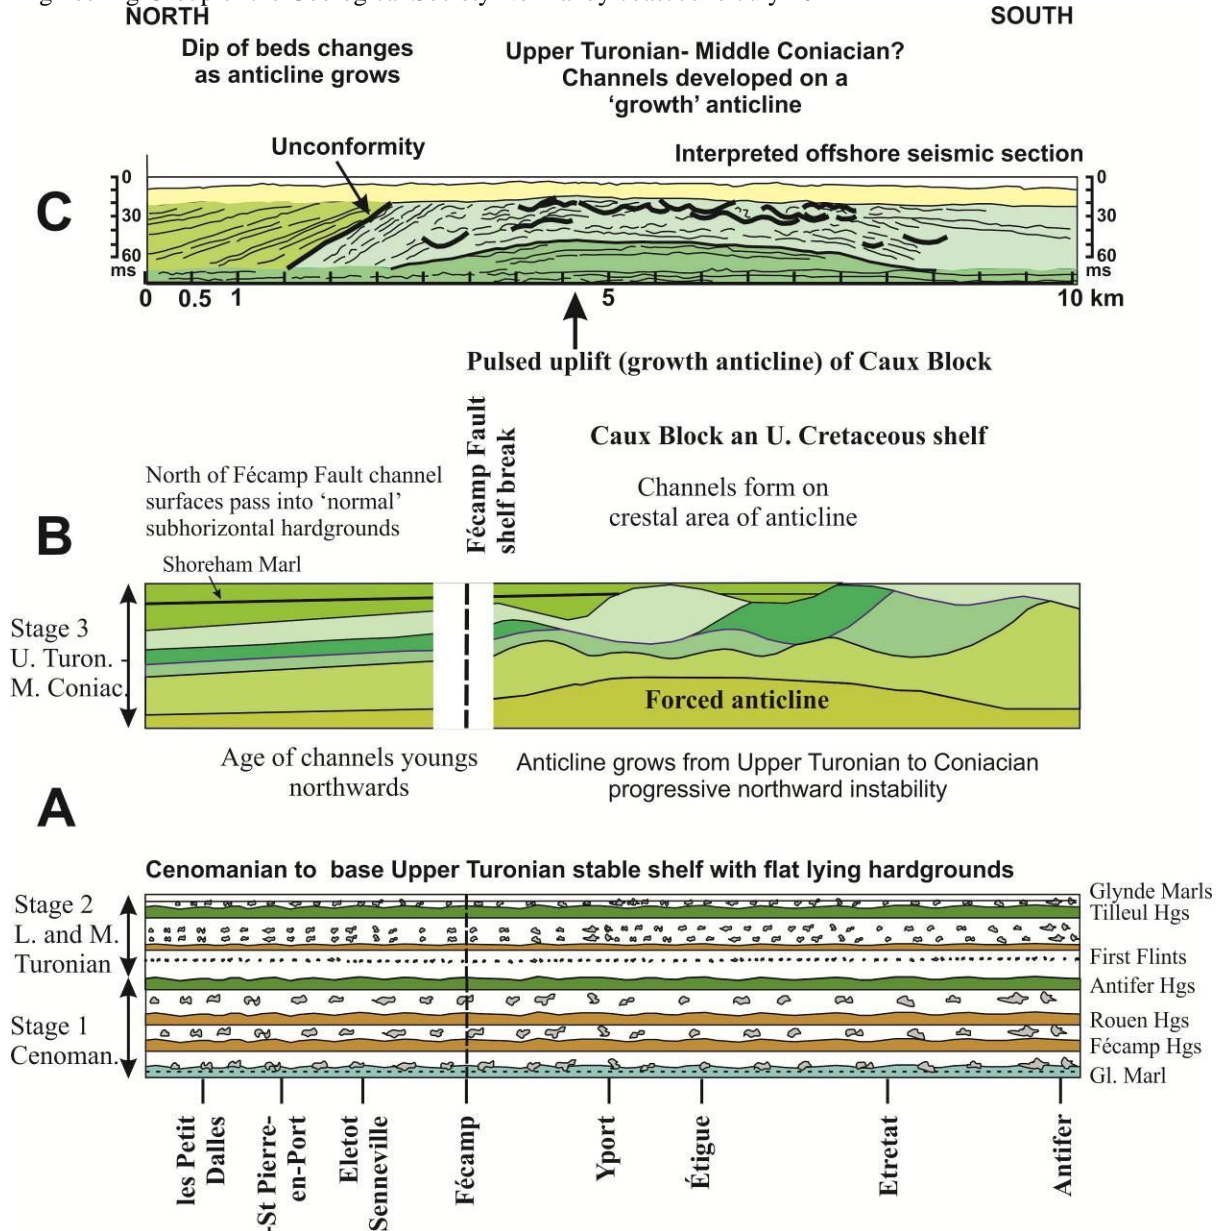 NORTH
SOUTH
Dip of beds changes
as anticline grows
Upper Turonian- Middle Coniacian?
Channels developed on a
‘growth’ anticline
Unconformity
Interpreted offshore seismic section
C
0
30
60
ms
0
30
60
ms
0 0.5 1 5 10 km
Pulsed uplift (growth anticline) of Caux Block
Fécamp Fault
shelf break
Caux Block an U. Cretaceous shelf
North of Fécamp Fault channel
surfaces pass into ‘normal’
subhorizontal hardgrounds
Channels form on
crestal area of anticline
B
Shoreham Marl
Stage 3
U. Turon.
M. Coniac.
Forced anticline
Age of channels youngs
northwards
Anticline grows from Upper Turonian to Coniacian
progressive northward instability
A
Cenomanian to base Upper Turonian stable shelf with flat lying hardgrounds
Stage 2
L. and M.
Turonian
Stage 1
Cenoman.
Glynde Marls
Tilleul Hgs
First Flints
Antifer Hgs
Rouen Hgs
Fécamp Hgs
Gl. Marl
les Petit
Dalles
-St Pierre-
en-Port
Eletot
Senneville
Fécamp
Yport
Étigue
Etretat
Antifer